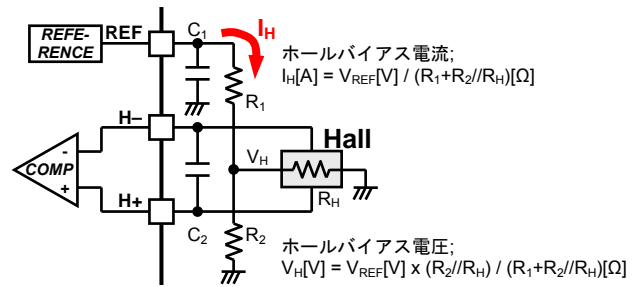 REFE-
RENCE
REF
C1
IH
ホールバイアス電流;
IH[A] = VREF[V] / (R1+R2//RH)[Ω]
R1
H–
Hall
VH
-
COMP
+
RH
H+
C2
R2
ホールバイアス電圧;
VH[V] = VREF[V] x (R2//RH) / (R1+R2//RH)[Ω]